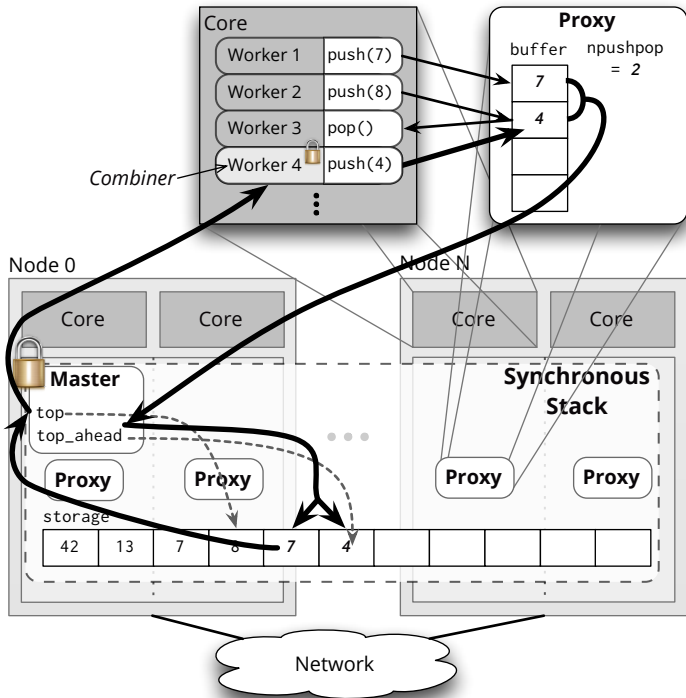 Core
Worker 1 push(7)
Worker 2 push(8)
Worker 3 pop()
Worker 4 push(4)
Combiner
Proxy
buffer npushpop
= 2
7
4
Node 0
Node N
Core
Core
Core
Core
Master
top
top_ahead
Synchronous
Stack
Proxy
Proxy
Proxy
Proxy
storage
42 13 7 8 7 4
Network